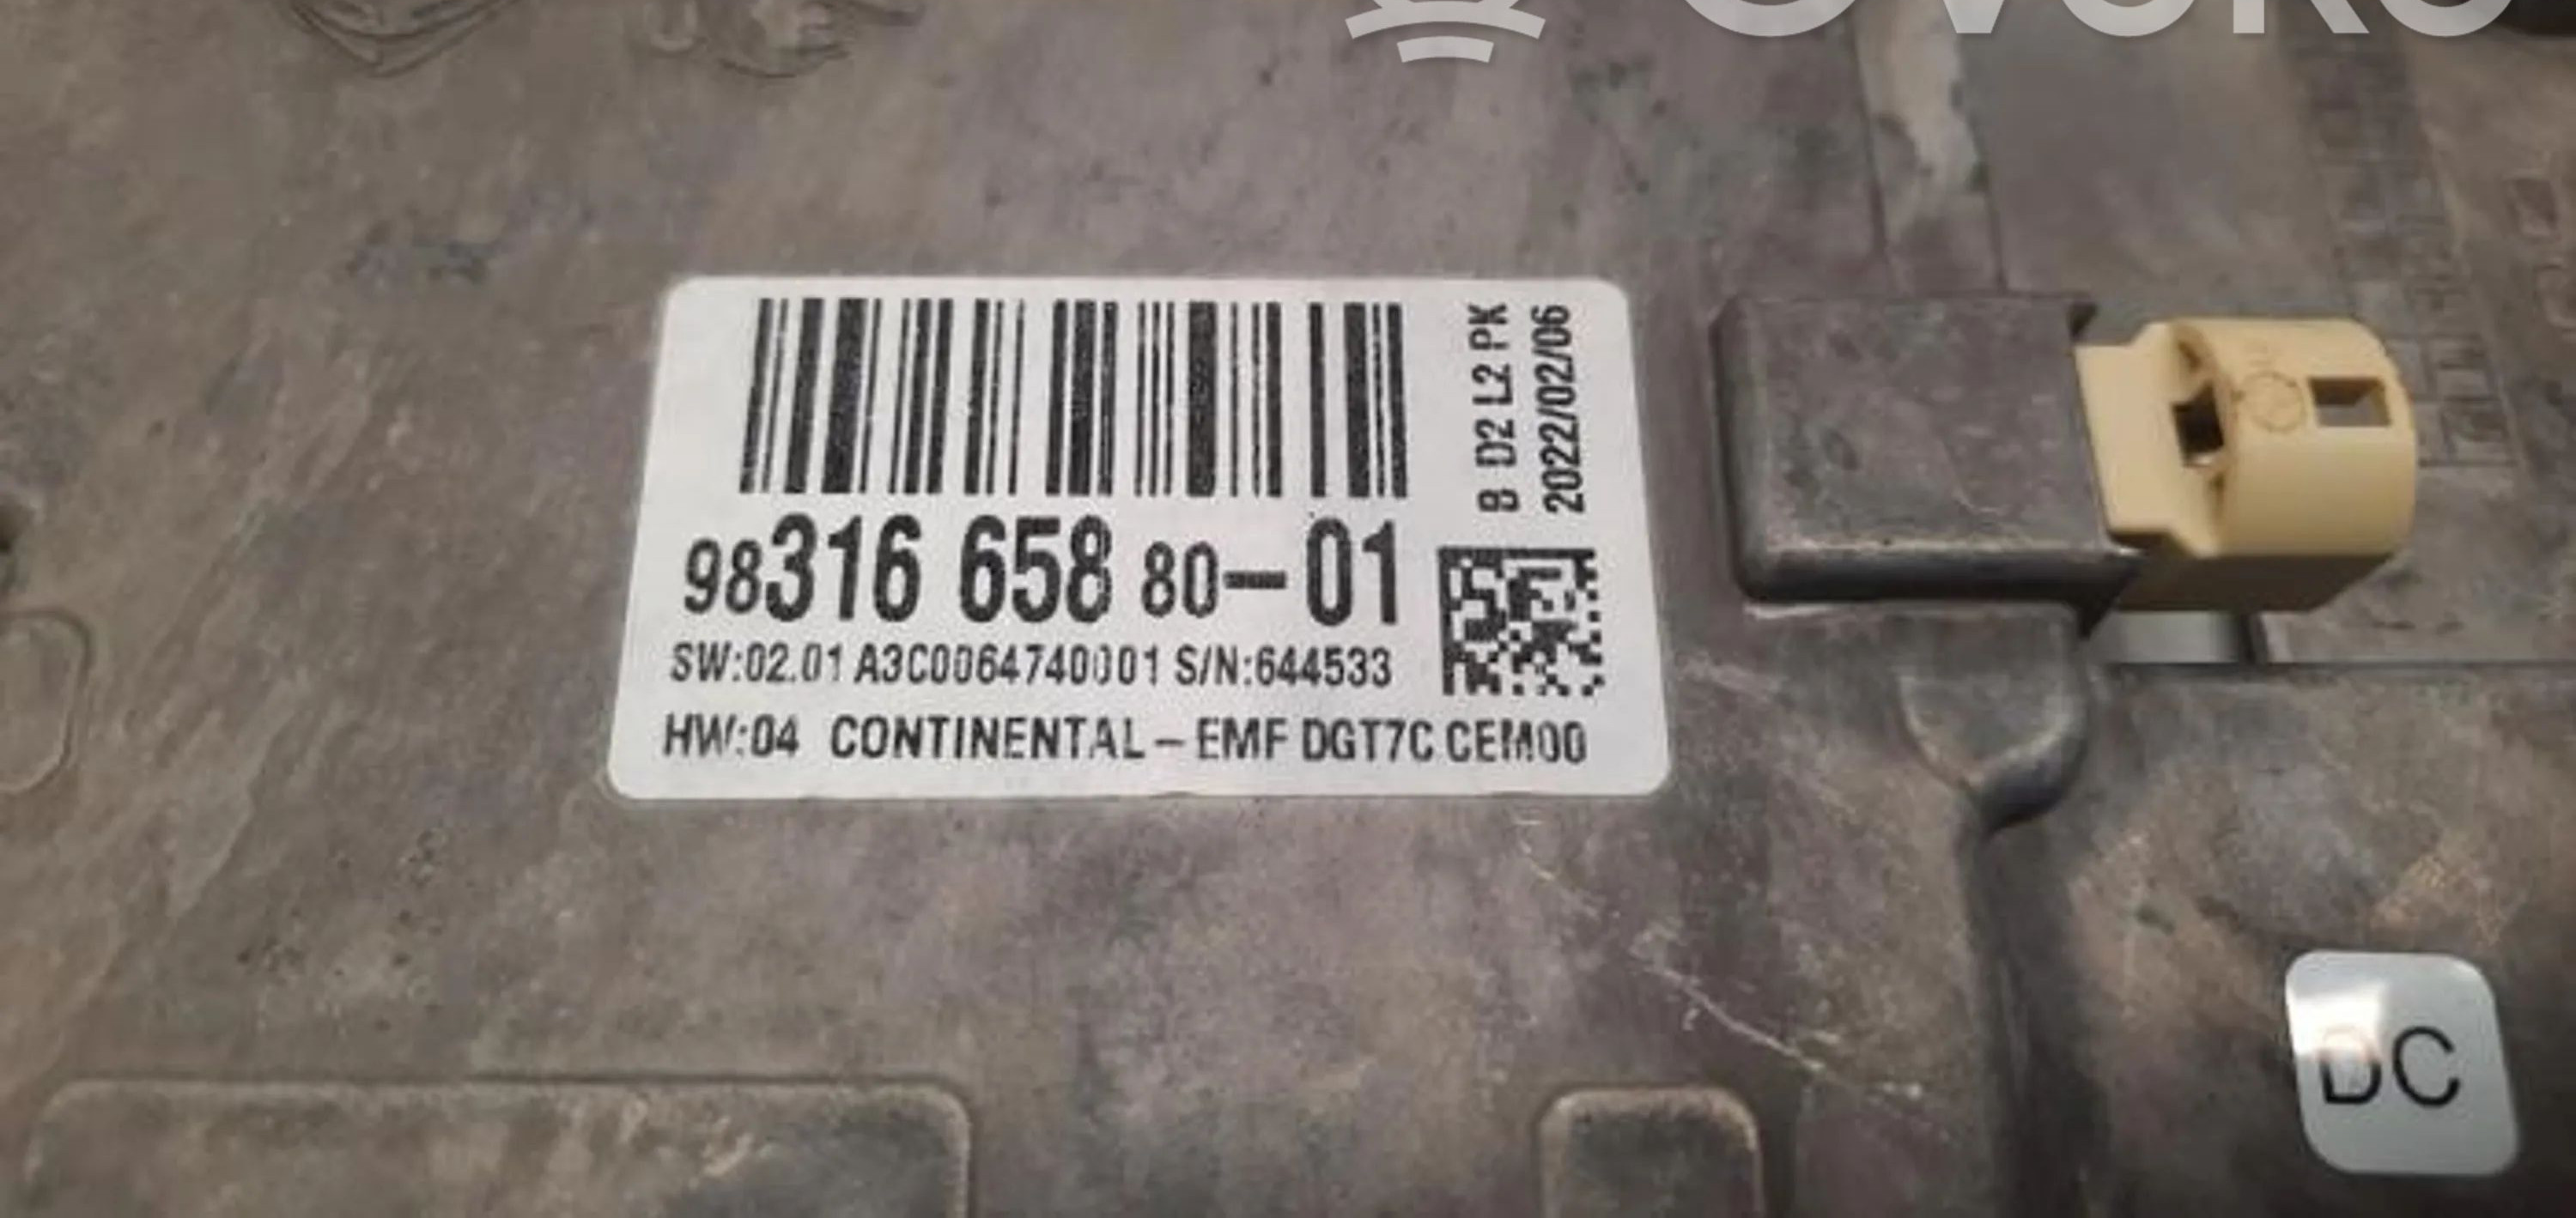 B D2 L2 PK
2022/02/06
98316 658 80-01
SW:02.01 A3C0064740001 S/N:644533
HW:04 CONTINENTAL - EMF DGT7C CEM00
DC